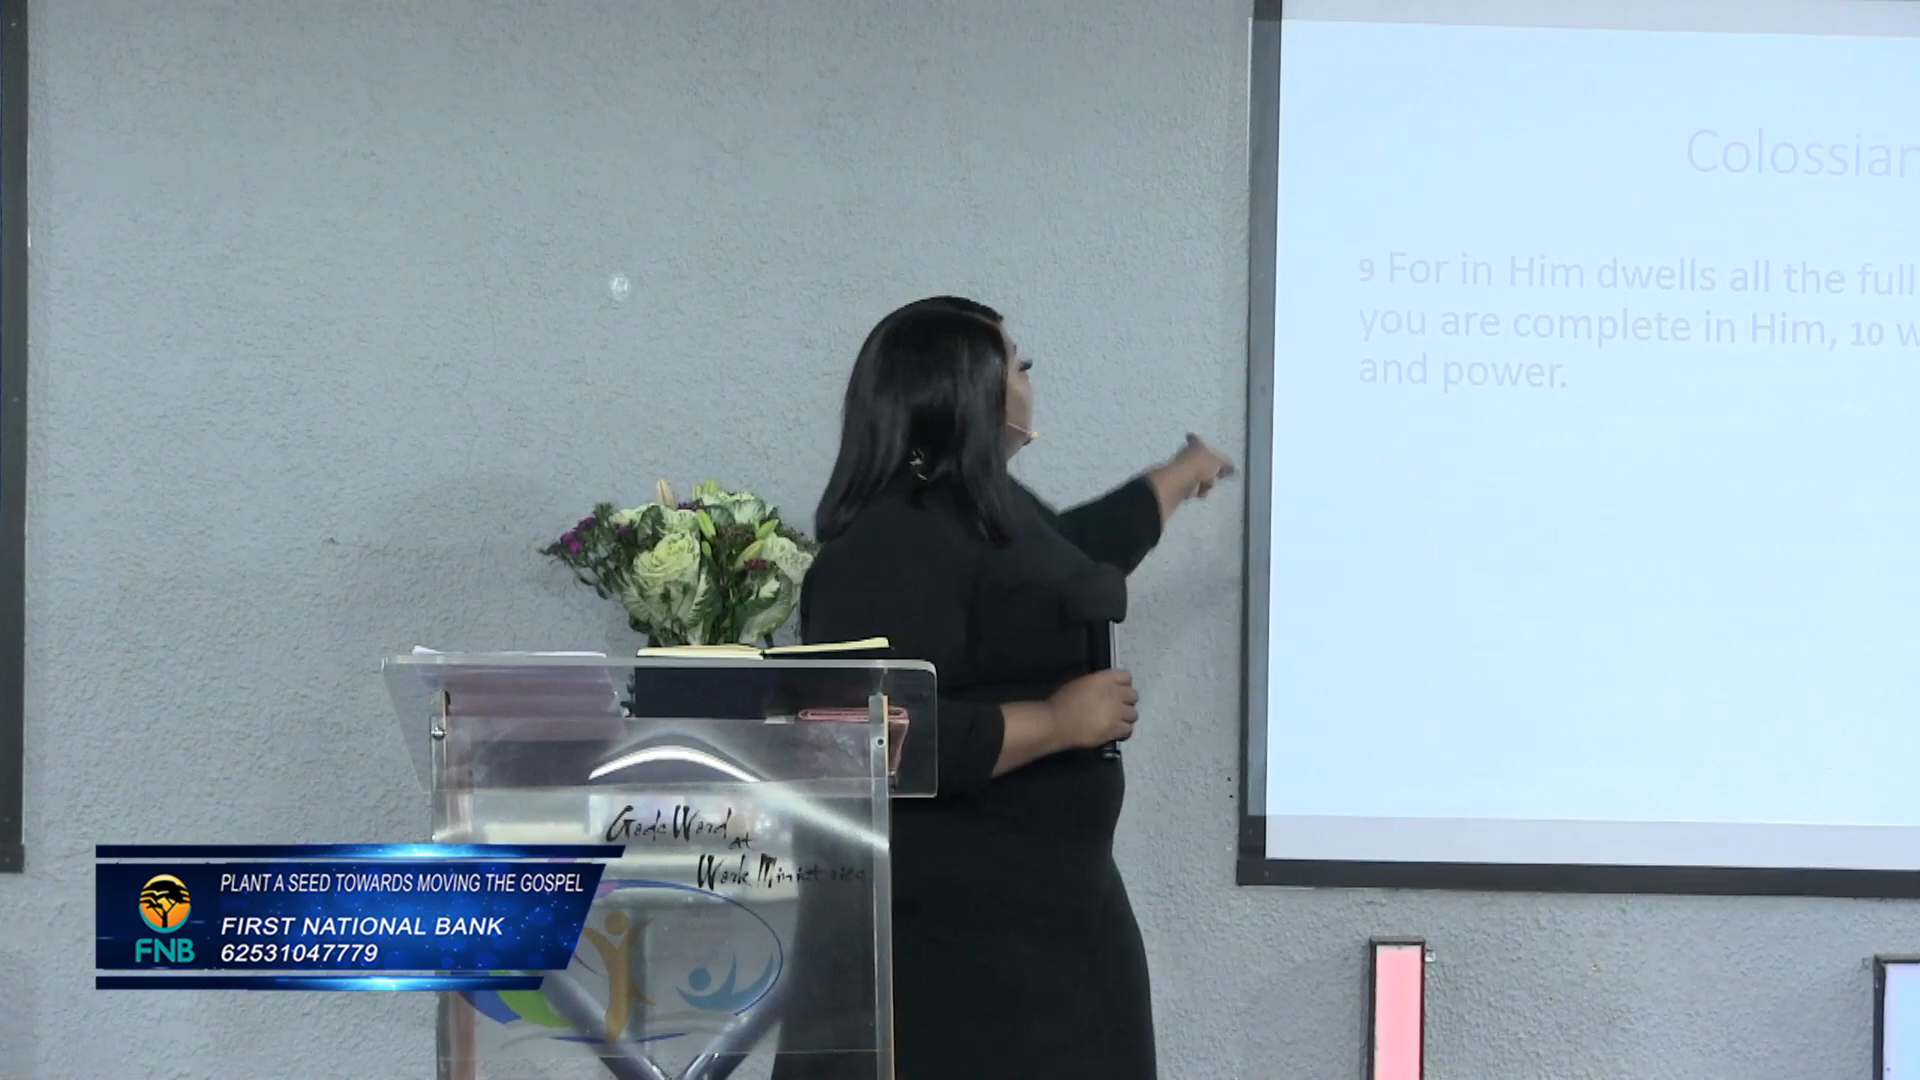 Colossian
9 For in Him dwells all the full
you are complete in Him, 10 w
and power.
Gods Word
at
Work Ministries
PLANT A SEED TOWARDS MOVING THE GOSPEL
FIRST NATIONAL BANK
62531047779
FNB